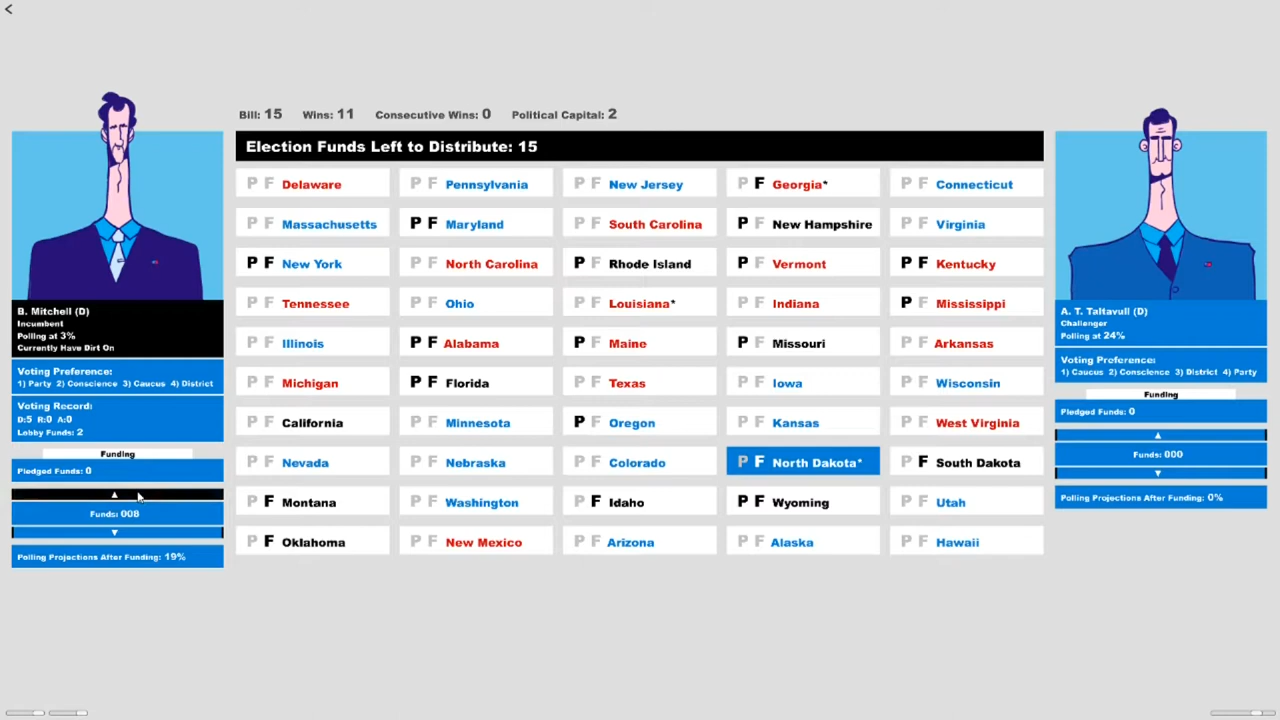 <
Bill: 15 Wins: 11 Consecutive Wins: 0 Political Capital: 2
Election Funds Left to Distribute: 15
P F Delaware P F Pennsylvania P F New Jersey P F Georgia* P F Connecticut
P F Massachusetts P F Maryland P F South Carolina P F New Hampshire P F Virginia
P F New York P F North Carolina P F Rhode Island P F Vermont P F Kentucky
P F Tennessee P F Ohio P F Louisiana* P F Indiana P F Mississippi
P F Illinois P F Alabama P F Maine P F Missouri P F Arkansas
P F Michigan P F Florida P F Texas P F Iowa P F Wisconsin
P F California P F Minnesota P F Oregon P F Kansas P F West Virginia
P F Nevada P F Nebraska P F Colorado P F North Dakota* P F South Dakota
P F Montana P F Washington P F Idaho P F Wyoming P F Utah
P F Oklahoma P F New Mexico P F Arizona P F Alaska P F Hawaii
B. Mitchell (D)
Incumbent
Polling at 3%
Currently Have Dirt On
Voting Preference:
1) Party 2) Conscience 3) Caucus 4) District
Voting Record:
D:5 R:0 A:0
Lobby Funds: 2
Funding
Pledged Funds: 0
▲
Funds: 008
▼
Polling Projections After Funding: 19%
A. T. Taltavull (D)
Challenger
Polling at 24%
Voting Preference:
1) Caucus 2) Conscience 3) District 4) Party
Funding
Pledged Funds: 0
▲
Funds: 000
▼
Polling Projections After Funding: 0%